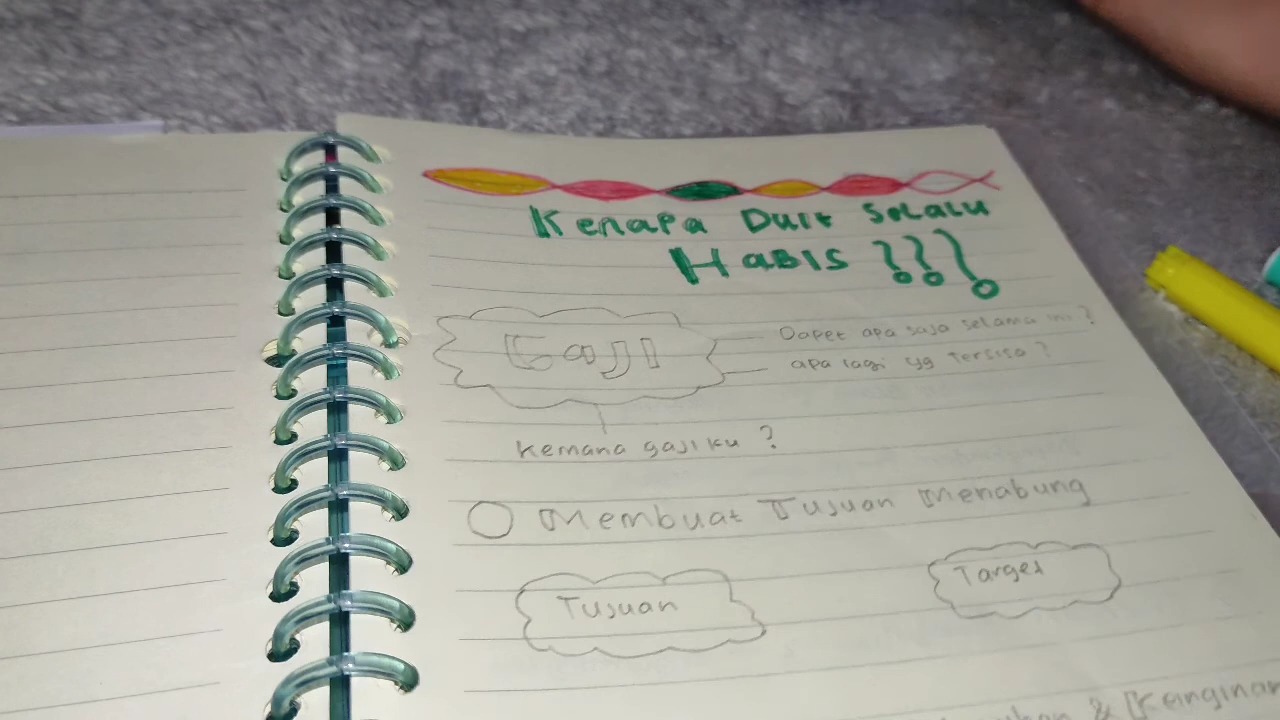 Kenapa Duit Selalu
Habis ???
Gaji
Dapet apa saja selama ini ?
apa lagi yg tersisa ?
Kemana gajiku ?
Membuat Tujuan Menabung
Tujuan
Target
& Keinginan